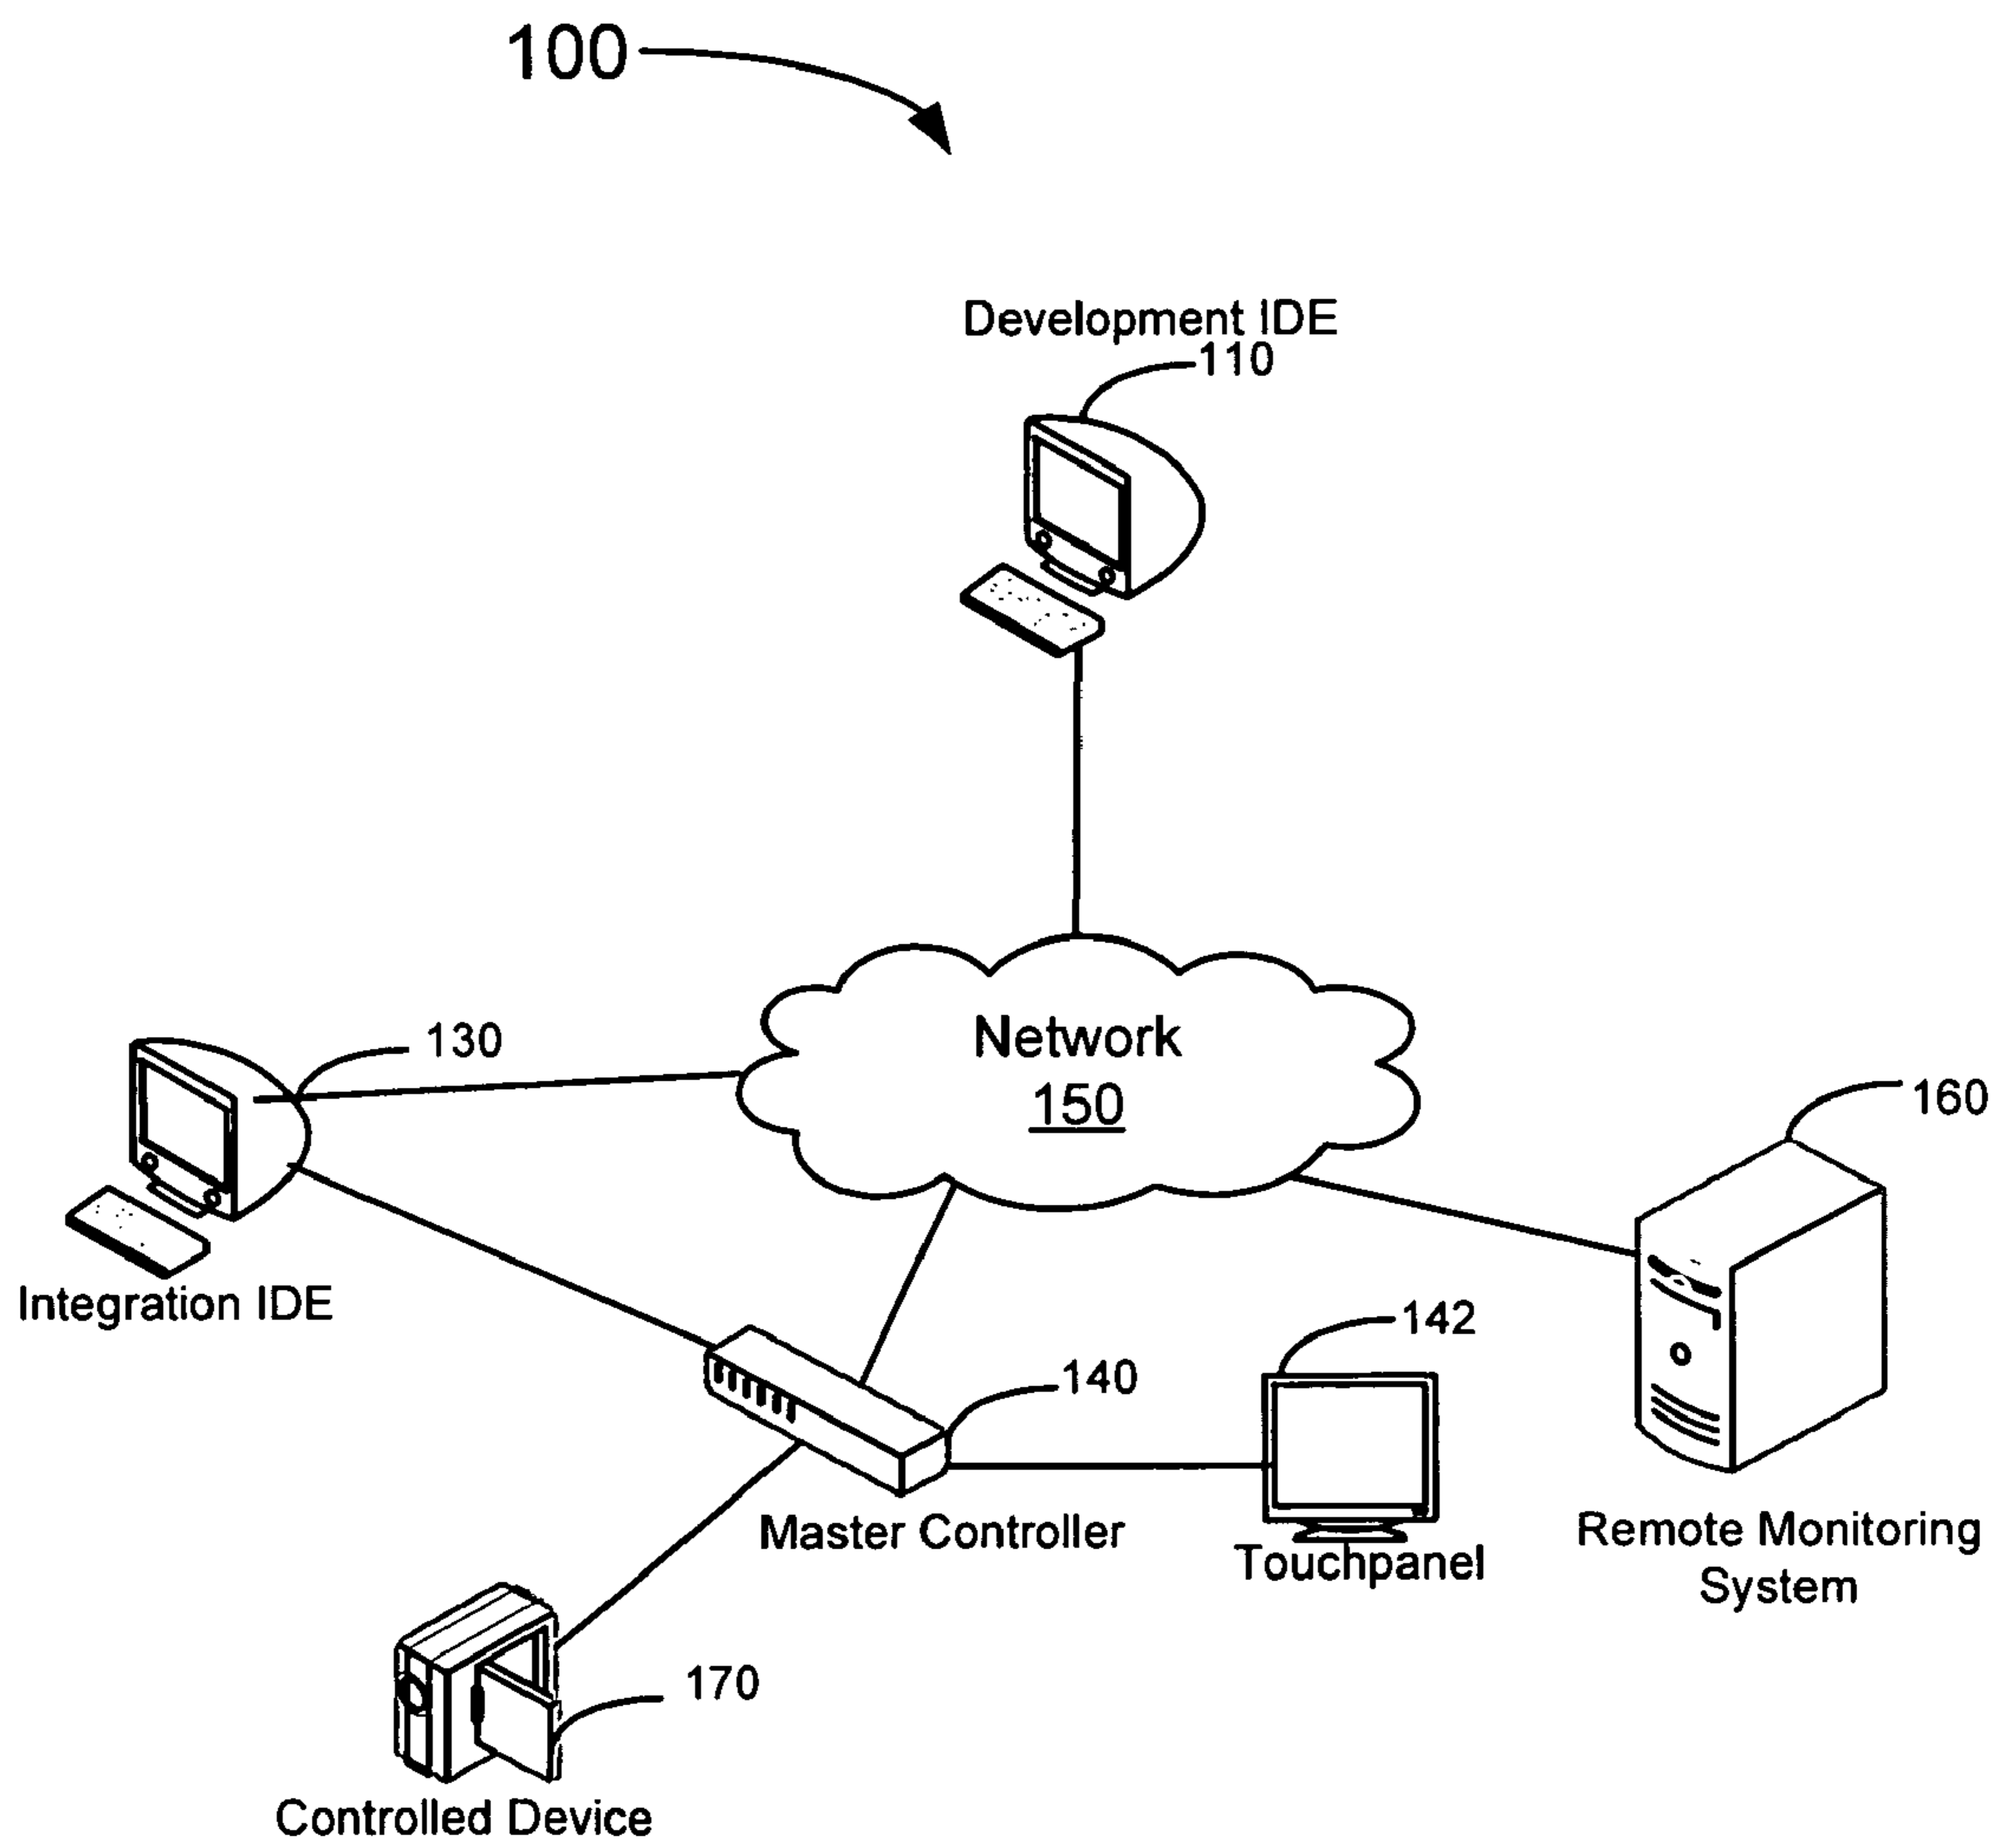 100
Development IDE
110
Network
150
130
160
Integration IDE
142
140
Master Controller
Touchpanel
Remote Monitoring
System
170
Controlled Device